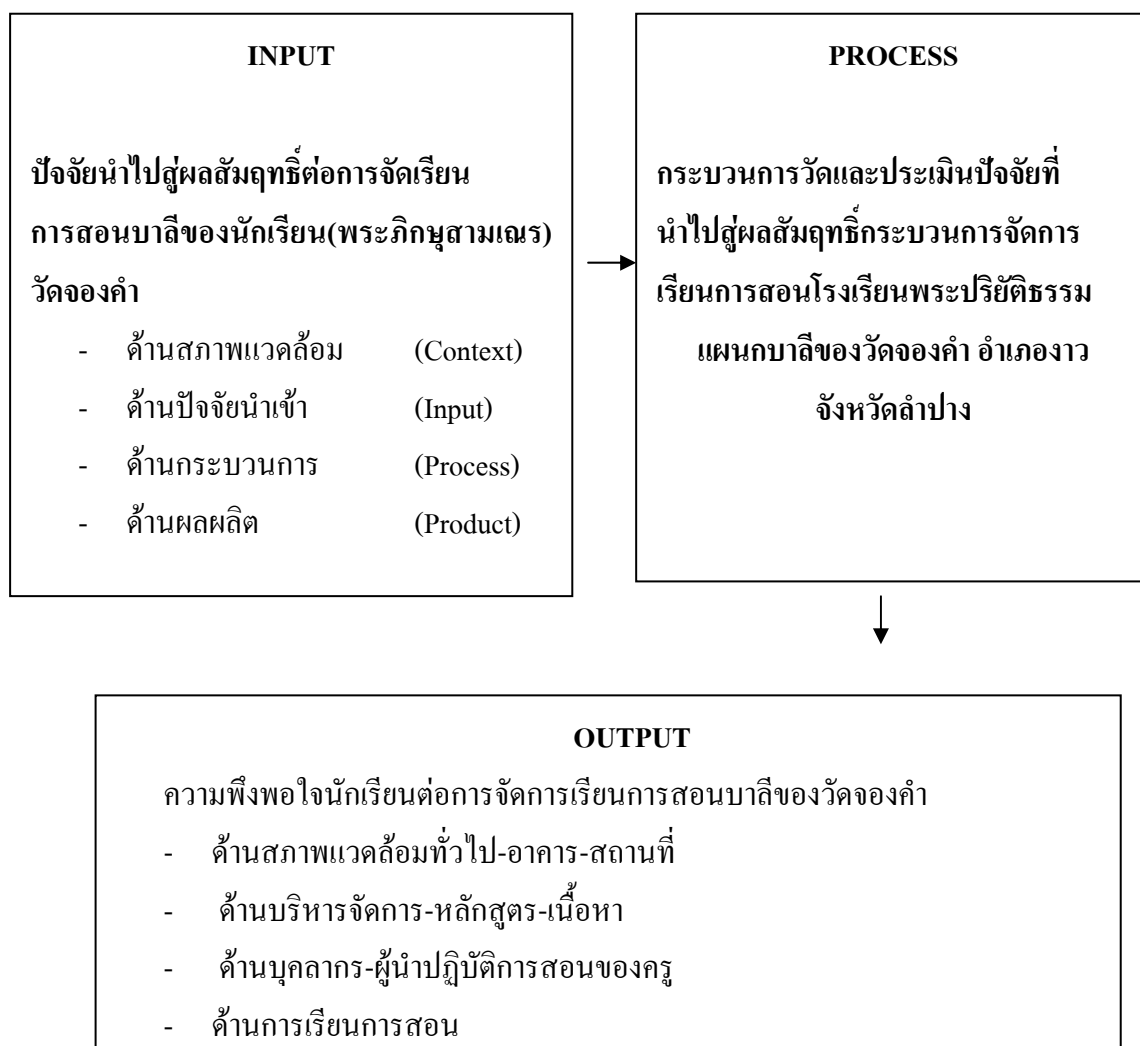 INPUT
ปัจจัยนำไปสู่ผลสัมฤทธิ์ต่อการจัดเรียน
การสอนบาลีของนักเรียน(พระภิกษุสามเณร)
วัดจองคำ
- ด้านสภาพแวดล้อม (Context)
- ด้านปัจจัยนำเข้า (Input)
- ด้านกระบวนการ (Process)
- ด้านผลผลิต (Product)
PROCESS
กระบวนการวัดและประเมินปัจจัยที่
นำไปสู่ผลสัมฤทธิ์กระบวนการจัดการ
เรียนการสอนโรงเรียนพระปริยัติธรรม
แผนกบาลีของวัดจองคำ อำเภองาว
จังหวัดลำปาง
OUTPUT
ความพึงพอใจนักเรียนต่อการจัดการเรียนการสอนบาลีของวัดจองคำ
- ด้านสภาพแวดล้อมทั่วไป-อาคาร-สถานที่
- ด้านบริหารจัดการ-หลักสูตร-เนื้อหา
- ด้านบุคลากร-ผู้นำปฏิบัติการสอนของครู
- ด้านการเรียนการสอน